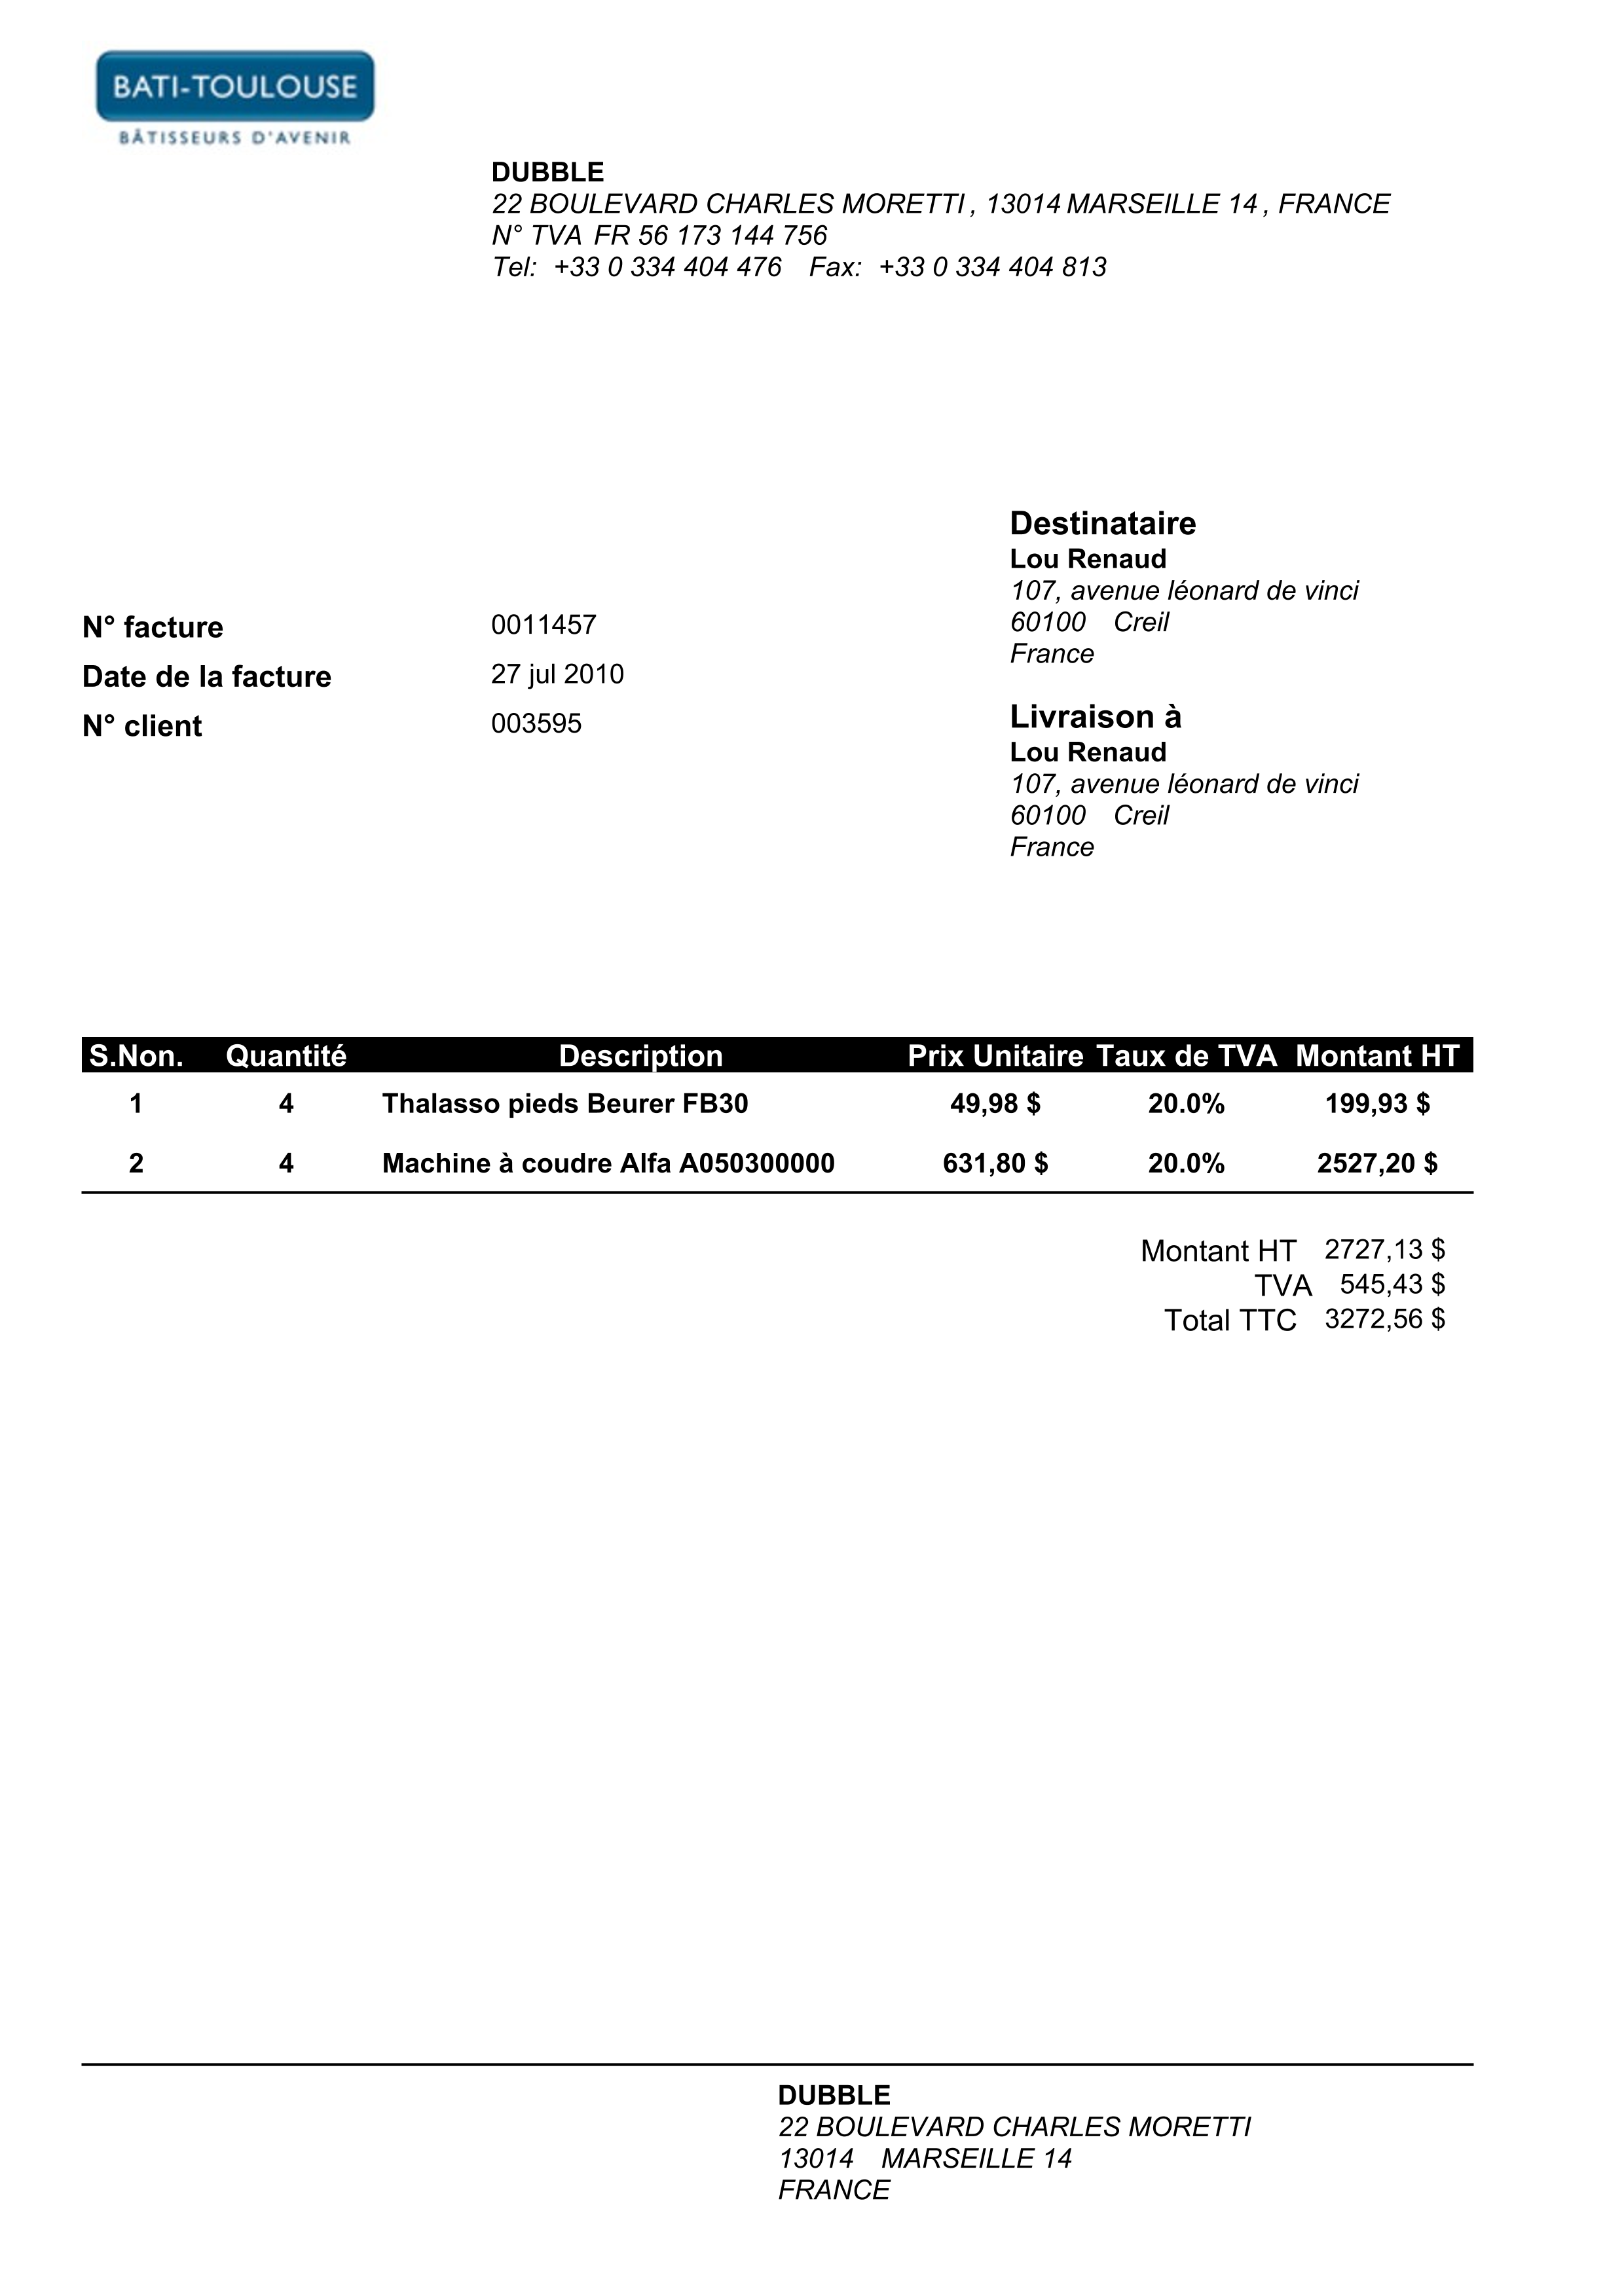 BATI-TOULOUSE
BÂTISSEURS D'AVENIR
DUBBLE
22 BOULEVARD CHARLES MORETTI , 13014 MARSEILLE 14 , FRANCE
N° TVA FR 56 173 144 756
Tel: +33 0 334 404 476 Fax: +33 0 334 404 813
Destinataire
Lou Renaud
107, avenue léonard de vinci
60100 Creil
France
N° facture 0011457
Date de la facture 27 jul 2010
N° client 003595
Livraison à
Lou Renaud
107, avenue léonard de vinci
60100 Creil
France
S.Non. Quantité Description Prix Unitaire Taux de TVA Montant HT
1 4 Thalasso pieds Beurer FB30 49,98 $ 20.0% 199,93 $
2 4 Machine à coudre Alfa A050300000 631,80 $ 20.0% 2527,20 $
Montant HT 2727,13 $
TVA 545,43 $
Total TTC 3272,56 $
DUBBLE
22 BOULEVARD CHARLES MORETTI
13014 MARSEILLE 14
FRANCE